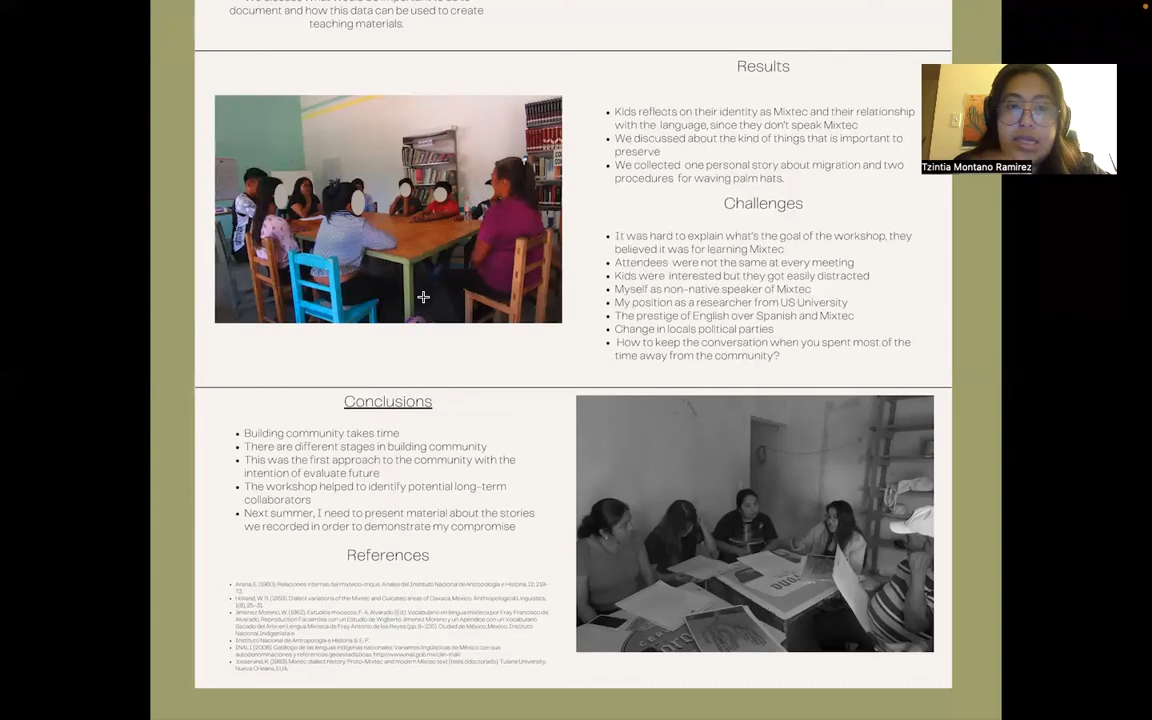 document and how this data can be used to create
teaching materials.
Results
• Kids reflects on their identity as Mixtec and their relationship
with the language, since they don't speak Mixtec
• We discussed about the kind of things that is important to
preserve
• We collected one personal story about migration and two
procedures for waving palm hats.
Tzintia Montano Ramirez
Challenges
• It was hard to explain what's the goal of the workshop, they
believed it was for learning Mixtec
• Attendees were not the same at every meeting
• Kids were interested but they got easily distracted
• Myself as non-native speaker of Mixtec
• My position as a researcher from US University
• The prestige of English over Spanish and Mixtec
• Change in locals political parties
• How to keep the conversation when you spent most of the
time away from the community?
Conclusions
• Building community takes time
• There are different stages in building community
• This was the first approach to the community with the
intention of evaluate future
• The workshop helped to identify potential long-term
collaborators
• Next summer, I need to present material about the stories
we recorded in order to demonstrate my compromise
References
Instituto Nacional de Antropologia e Historia
Tulane University,